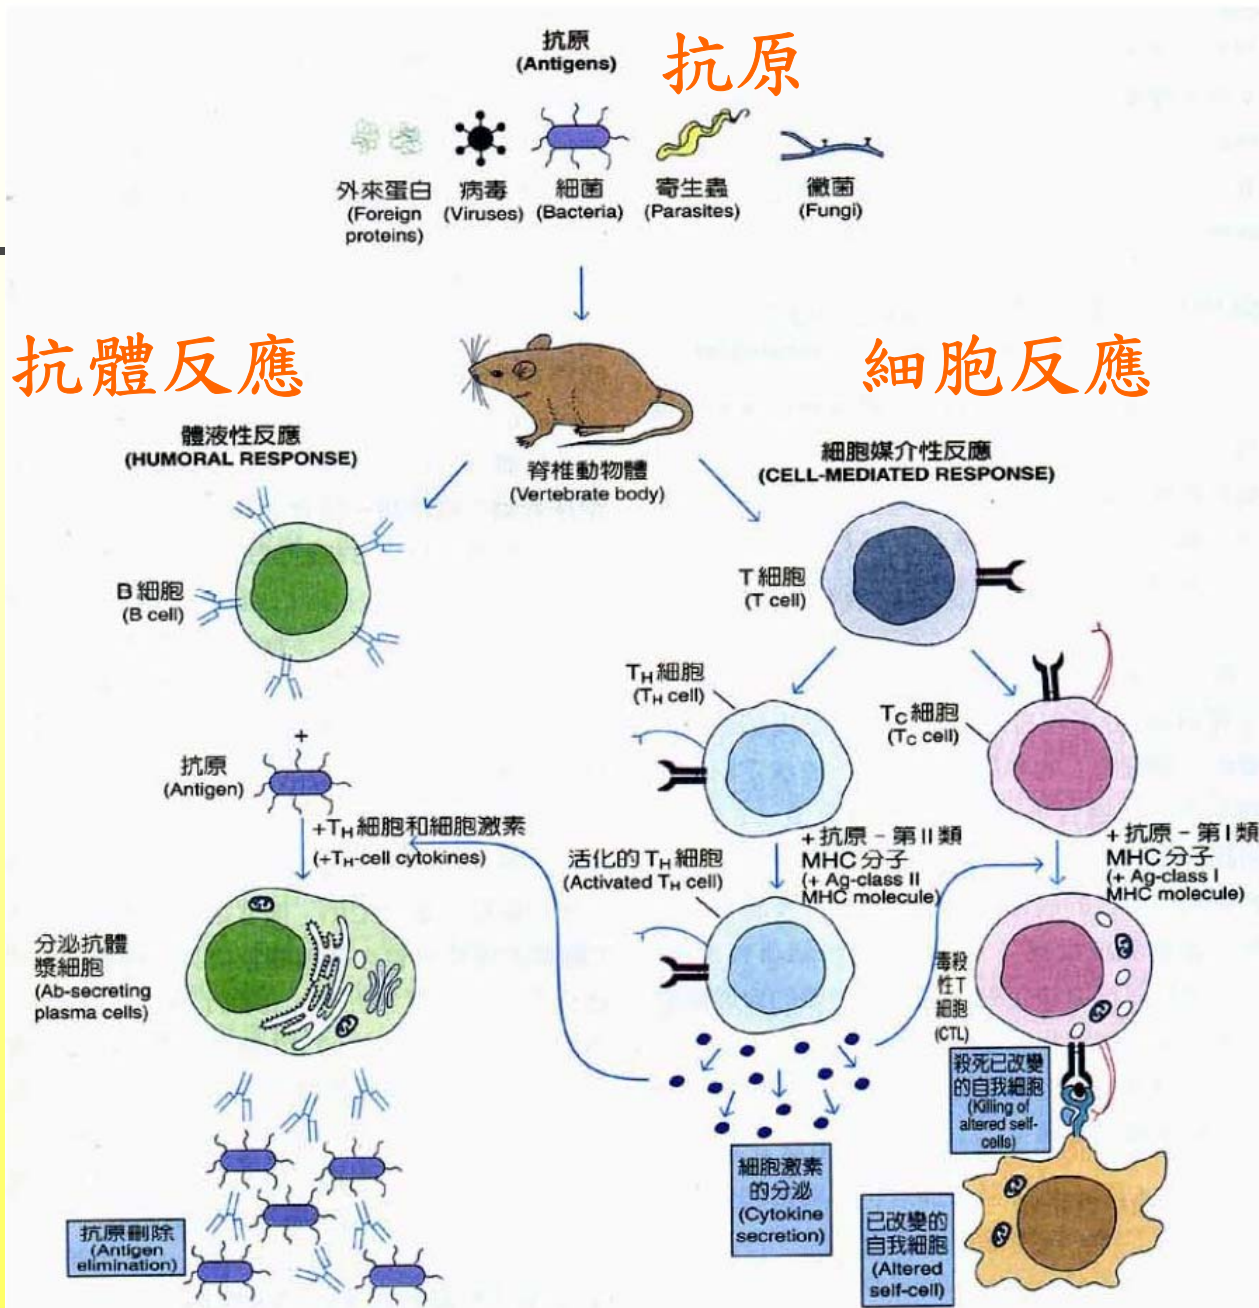 抗原
(Antigens)
抗原
外來蛋白
(Foreign
proteins)
病毒
(Viruses)
細菌
(Bacteria)
寄生蟲
(Parasites)
黴菌
(Fungi)
抗體反應
細胞反應
體液性反應
(HUMORAL RESPONSE)
脊椎動物體
(Vertebrate body)
細胞媒介性反應
(CELL-MEDIATED RESPONSE)
B細胞
(B cell)
T細胞
(T cell)
TH細胞
(TH cell)
TC細胞
(TC cell)
+
抗原
(Antigen)
+TH細胞和細胞激素
(+TH-cell cytokines)
活化的TH細胞
(Activated TH cell)
+抗原-第II類
MHC分子
(+ Ag-class II
MHC molecule)
+抗原-第I類
MHC分子
(+ Ag-class I
MHC molecule)
分泌抗體
漿細胞
(Ab-secreting
plasma cells)
毒殺
性T
細胞
(CTL)
殺死已改變
的自我細胞
(Killing of
altered self-
cells)
細胞激素
的分泌
(Cytokine
secretion)
已改變的
自我細胞
(Altered
self-cell)
抗原刪除
(Antigen
elimination)